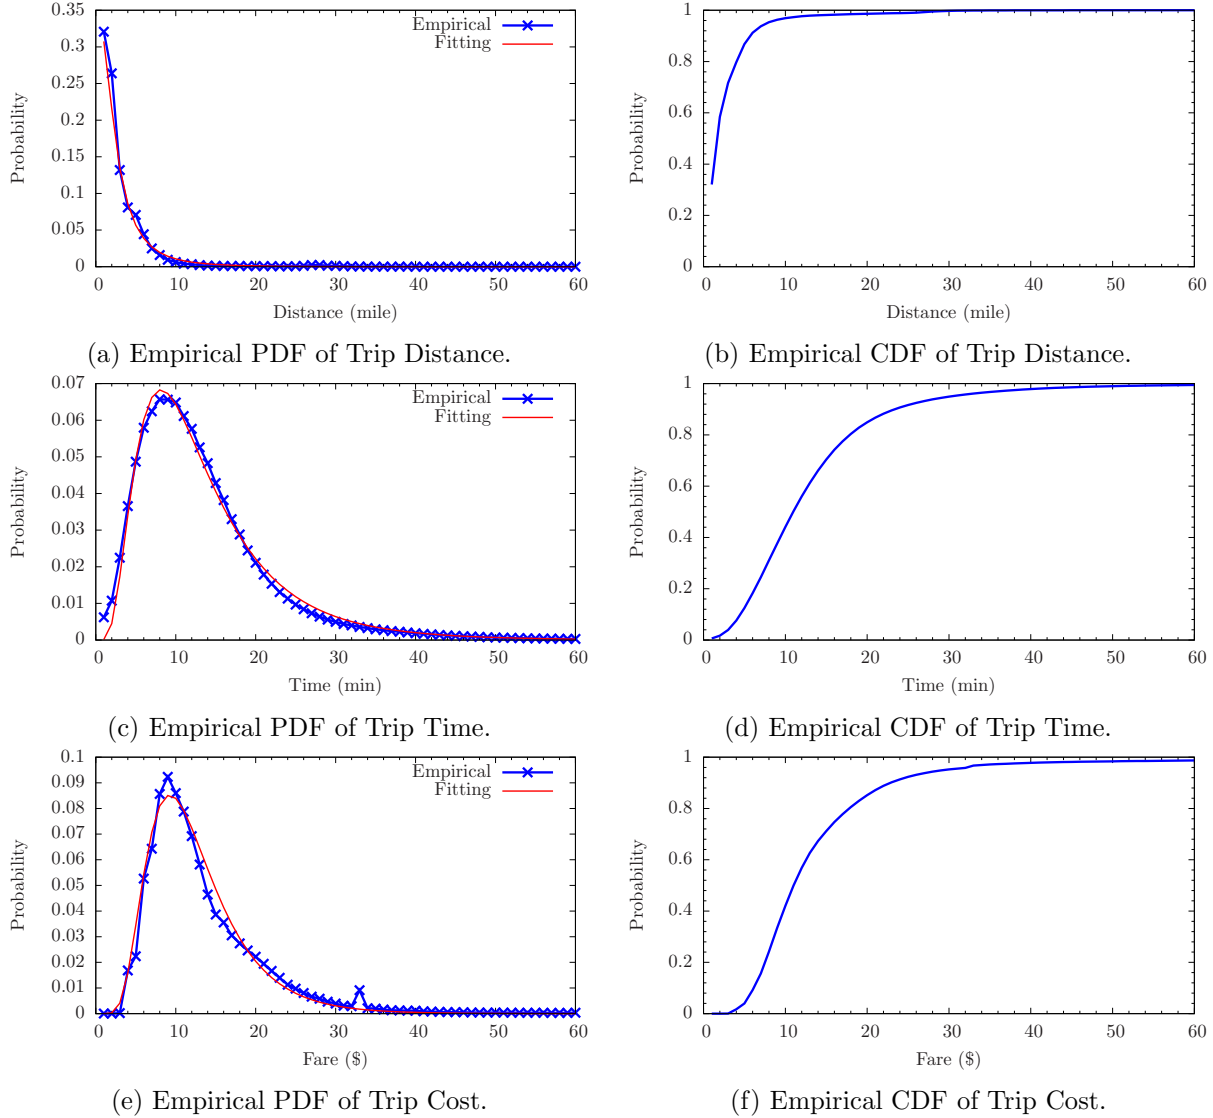 0.35
0.3
0.25
0.2
0.15
0.1
0.05
0
Probability
0 10 20 30 40 50 60
Distance (mile)
Empirical
Fitting
(a) Empirical PDF of Trip Distance.
1
0.8
0.6
0.4
0.2
0
Probability
0 10 20 30 40 50 60
Distance (mile)
(b) Empirical CDF of Trip Distance.
0.07
0.06
0.05
0.04
0.03
0.02
0.01
0
Probability
0 10 20 30 40 50 60
Time (min)
Empirical
Fitting
(c) Empirical PDF of Trip Time.
1
0.8
0.6
0.4
0.2
0
Probability
0 10 20 30 40 50 60
Time (min)
(d) Empirical CDF of Trip Time.
0.1
0.09
0.08
0.07
0.06
0.05
0.04
0.03
0.02
0.01
0
Probability
0 10 20 30 40 50 60
Fare ($)
Empirical
Fitting
(e) Empirical PDF of Trip Cost.
1
0.8
0.6
0.4
0.2
0
Probability
0 10 20 30 40 50 60
Fare ($)
(f) Empirical CDF of Trip Cost.